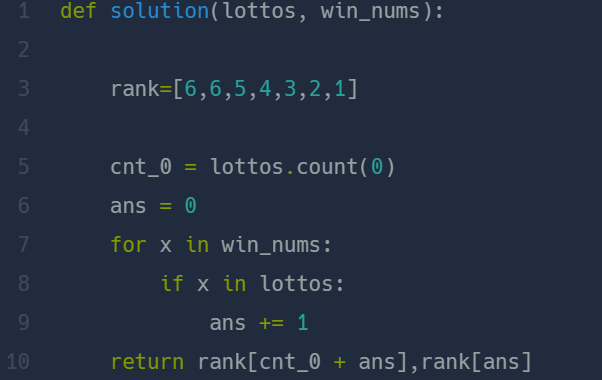 1 def solution(lottos, win_nums):
2
3     rank=[6,6,5,4,3,2,1]
4
5     cnt_0 = lottos.count(0)
6     ans = 0
7     for x in win_nums:
8         if x in lottos:
9             ans += 1
10    return rank[cnt_0 + ans],rank[ans]